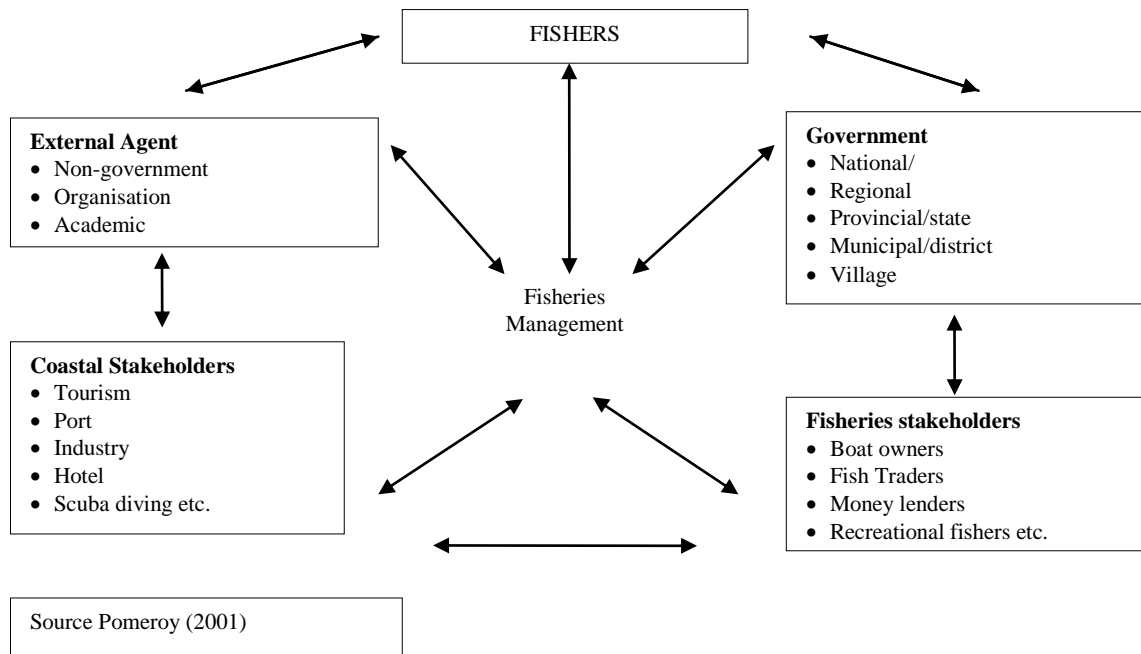 FISHERS
External Agent
• Non-government
• Organisation
• Academic
Government
• National/
• Regional
• Provincial/state
• Municipal/district
• Village
Fisheries
Management
Coastal Stakeholders
• Tourism
• Port
• Industry
• Hotel
• Scuba diving etc.
Fisheries stakeholders
• Boat owners
• Fish Traders
• Money lenders
• Recreational fishers etc.
Source Pomeroy (2001)